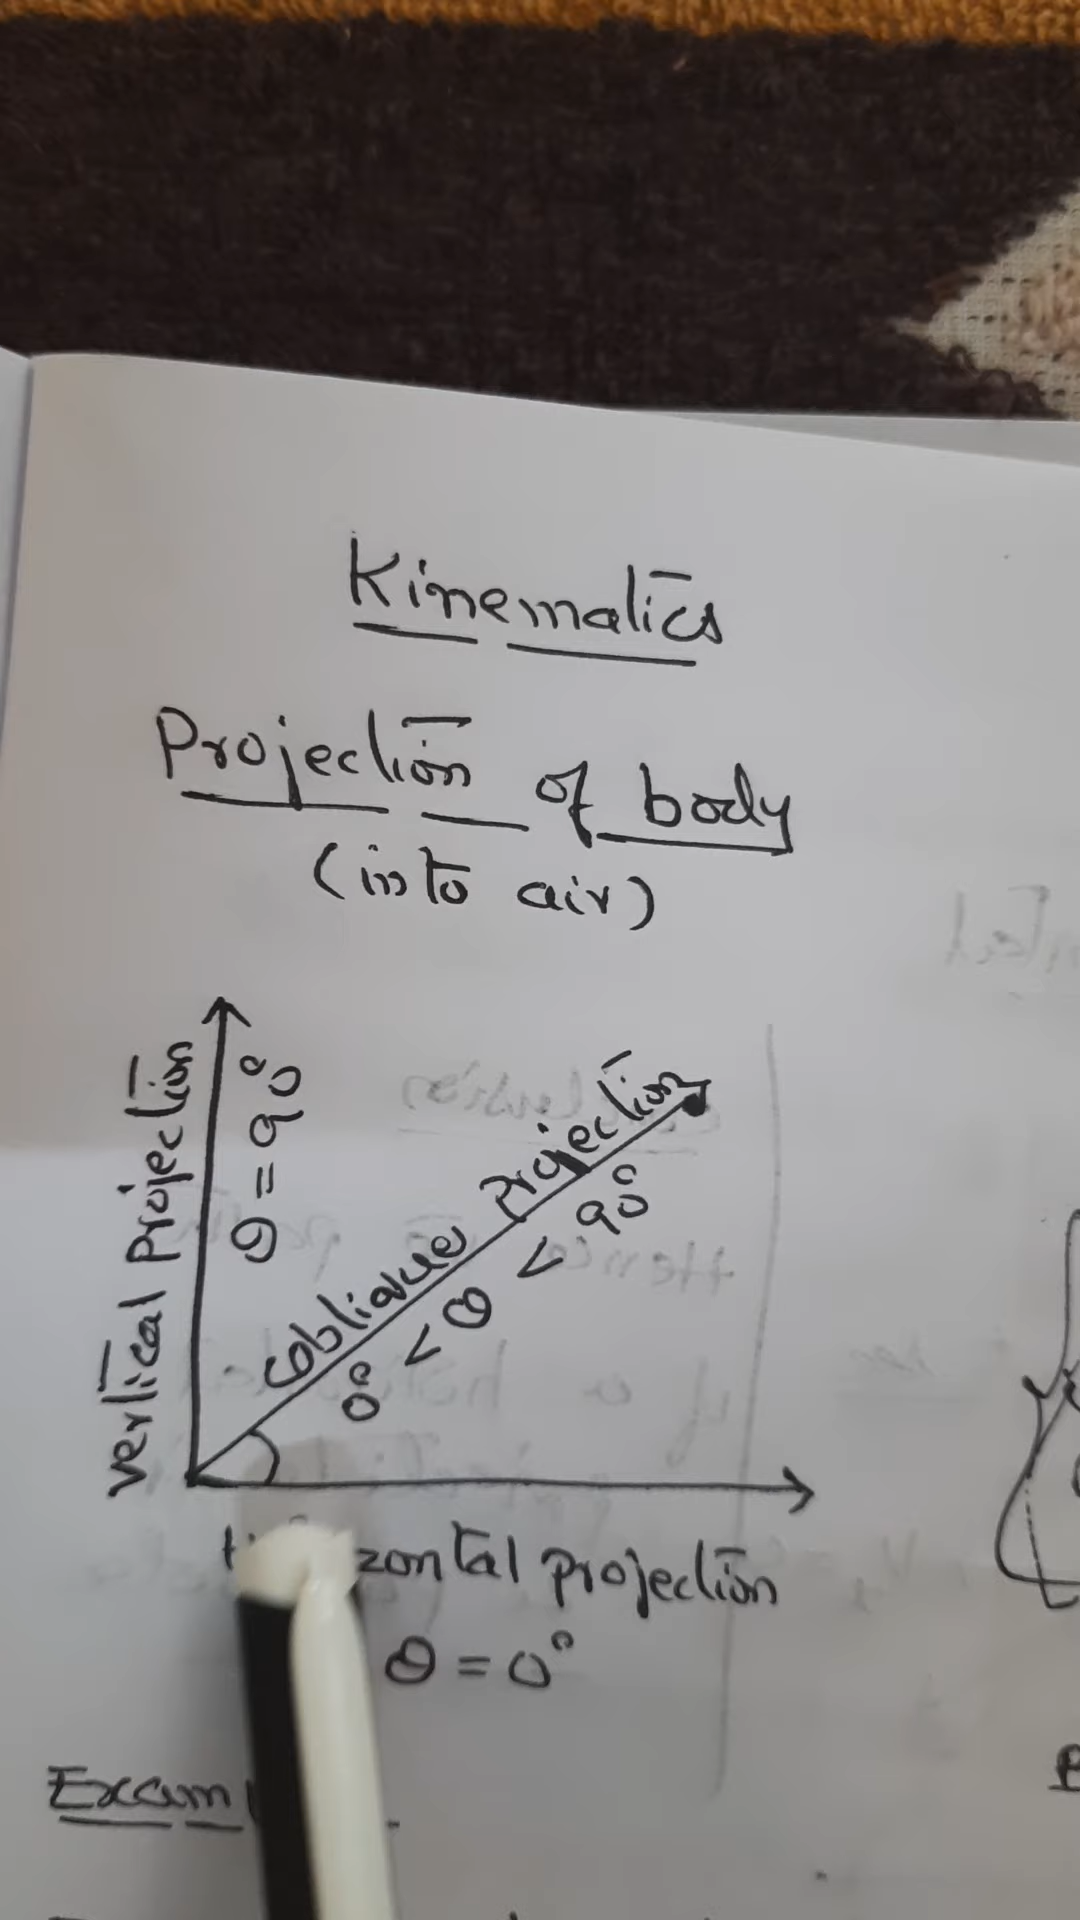 Kinematics
Projection of body
(into air)
vertical projection
θ = 90°
oblique projection
0° < θ < 90°
zontal projection
θ = 0°
Exam